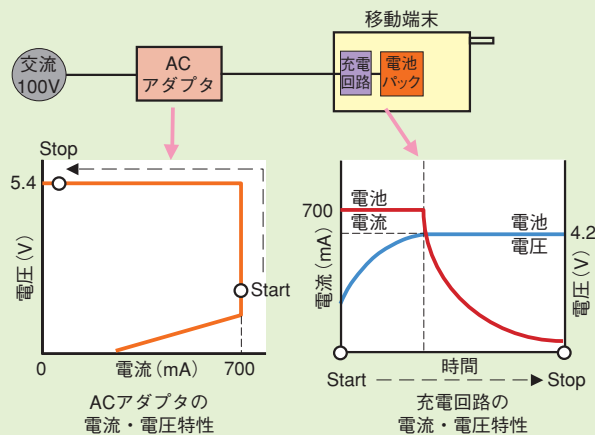 移動端末
交流
100V
AC
アダプタ
充電
回路
電池
パック
Stop
5.4
電圧(V)
Start
0
電流(mA)
700
ACアダプタの
電流・電圧特性
700
電流(mA)
電池
電流
電池
電圧
4.2
電圧(V)
時間
Start
Stop
充電回路の
電流・電圧特性